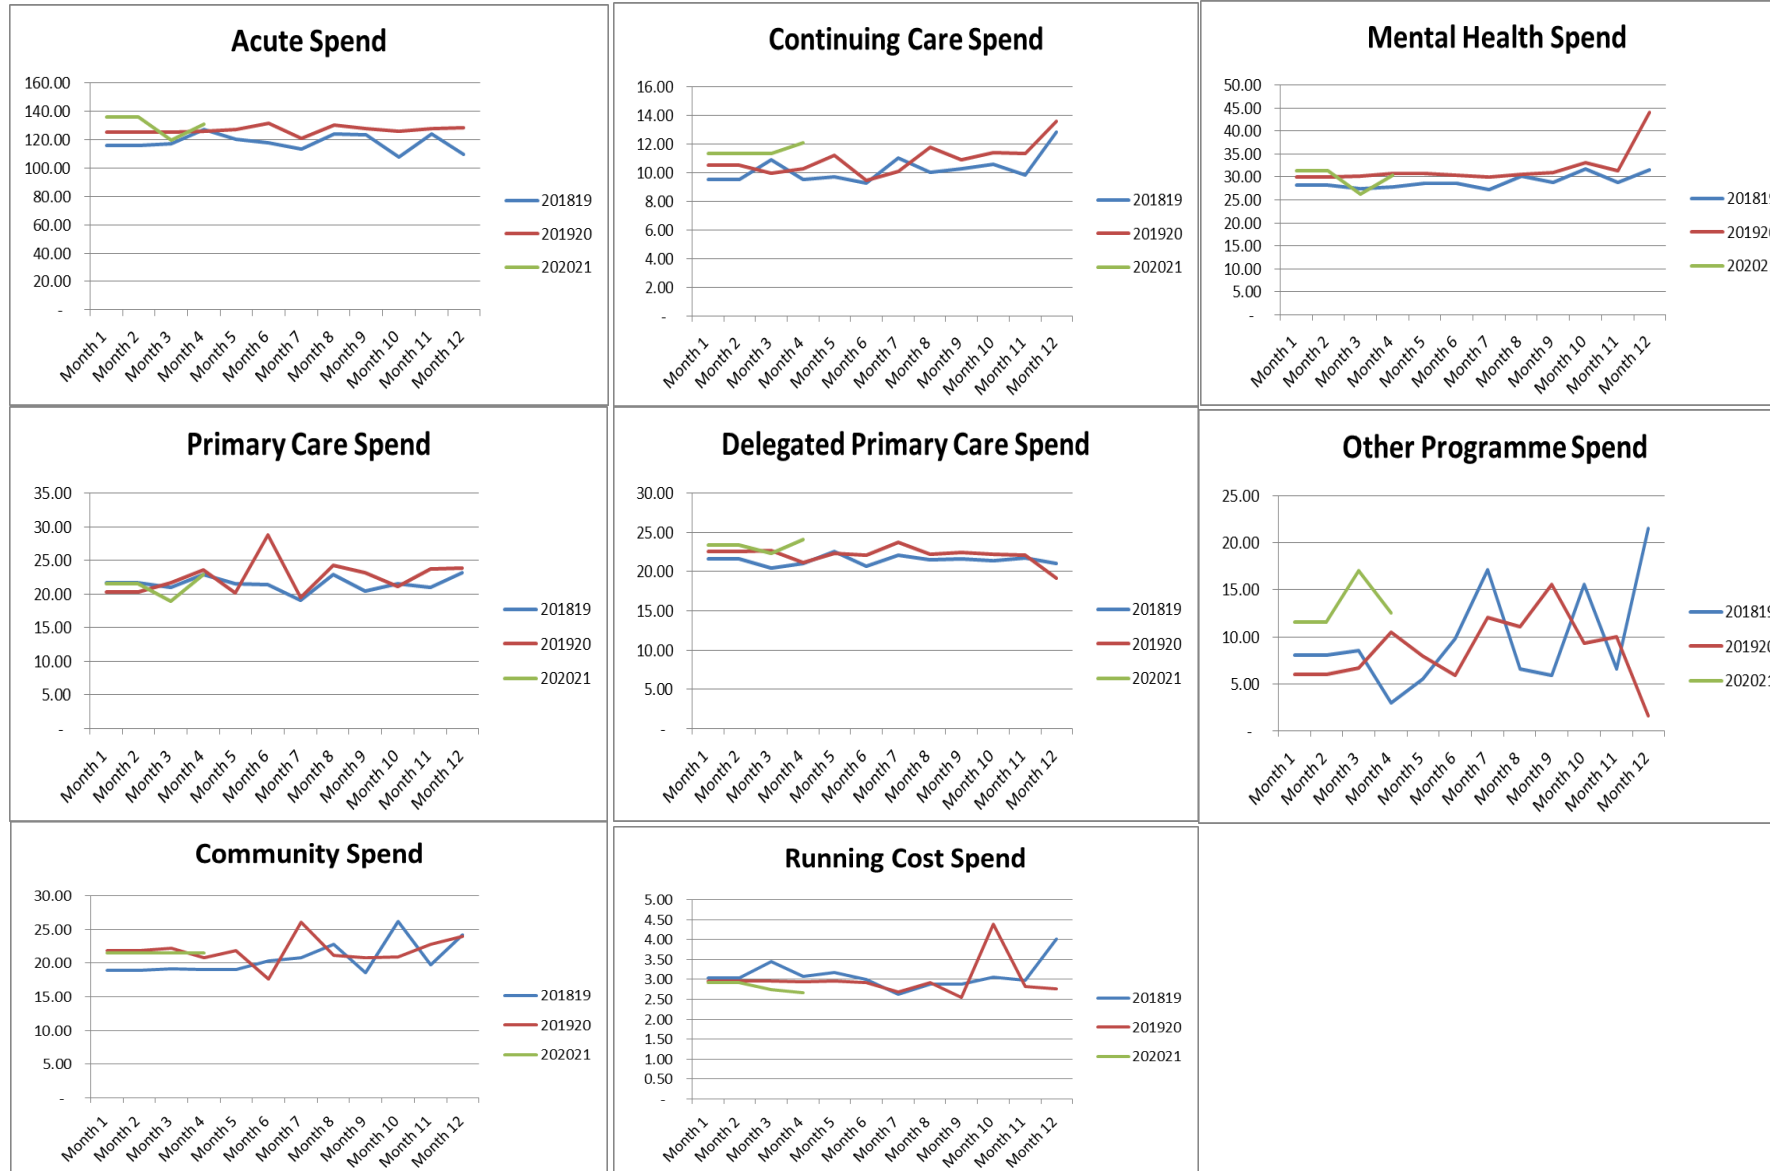 Acute Spend
160.00
140.00
120.00
100.00
80.00
60.00
40.00
20.00
-
Month 1
Month 2
Month 3
Month 4
Month 5
Month 6
Month 7
Month 8
Month 9
Month 10
Month 11
Month 12
201819
201920
202021
Continuing Care Spend
16.00
14.00
12.00
10.00
8.00
6.00
4.00
2.00
-
Month 1
Month 2
Month 3
Month 4
Month 5
Month 6
Month 7
Month 8
Month 9
Month 10
Month 11
Month 12
201819
201920
202021
Mental Health Spend
50.00
45.00
40.00
35.00
30.00
25.00
20.00
15.00
10.00
5.00
-
Month 1
Month 2
Month 3
Month 4
Month 5
Month 6
Month 7
Month 8
Month 9
Month 10
Month 11
Month 12
201819
201920
20202
Primary Care Spend
35.00
30.00
25.00
20.00
15.00
10.00
5.00
-
Month 1
Month 2
Month 3
Month 4
Month 5
Month 6
Month 7
Month 8
Month 9
Month 10
Month 11
Month 12
201819
201920
202021
Delegated Primary Care Spend
30.00
25.00
20.00
15.00
10.00
5.00
-
Month 1
Month 2
Month 3
Month 4
Month 5
Month 6
Month 7
Month 8
Month 9
Month 10
Month 11
Month 12
201819
201920
202021
Other Programme Spend
25.00
20.00
15.00
10.00
5.00
-
Month 1
Month 2
Month 3
Month 4
Month 5
Month 6
Month 7
Month 8
Month 9
Month 10
Month 11
Month 12
201819
201920
202021
Community Spend
30.00
25.00
20.00
15.00
10.00
5.00
-
Month 1
Month 2
Month 3
Month 4
Month 5
Month 6
Month 7
Month 8
Month 9
Month 10
Month 11
Month 12
201819
201920
202021
Running Cost Spend
5.00
4.50
4.00
3.50
3.00
2.50
2.00
1.50
1.00
0.50
-
Month 1
Month 2
Month 3
Month 4
Month 5
Month 6
Month 7
Month 8
Month 9
Month 10
Month 11
Month 12
201819
201920
202021